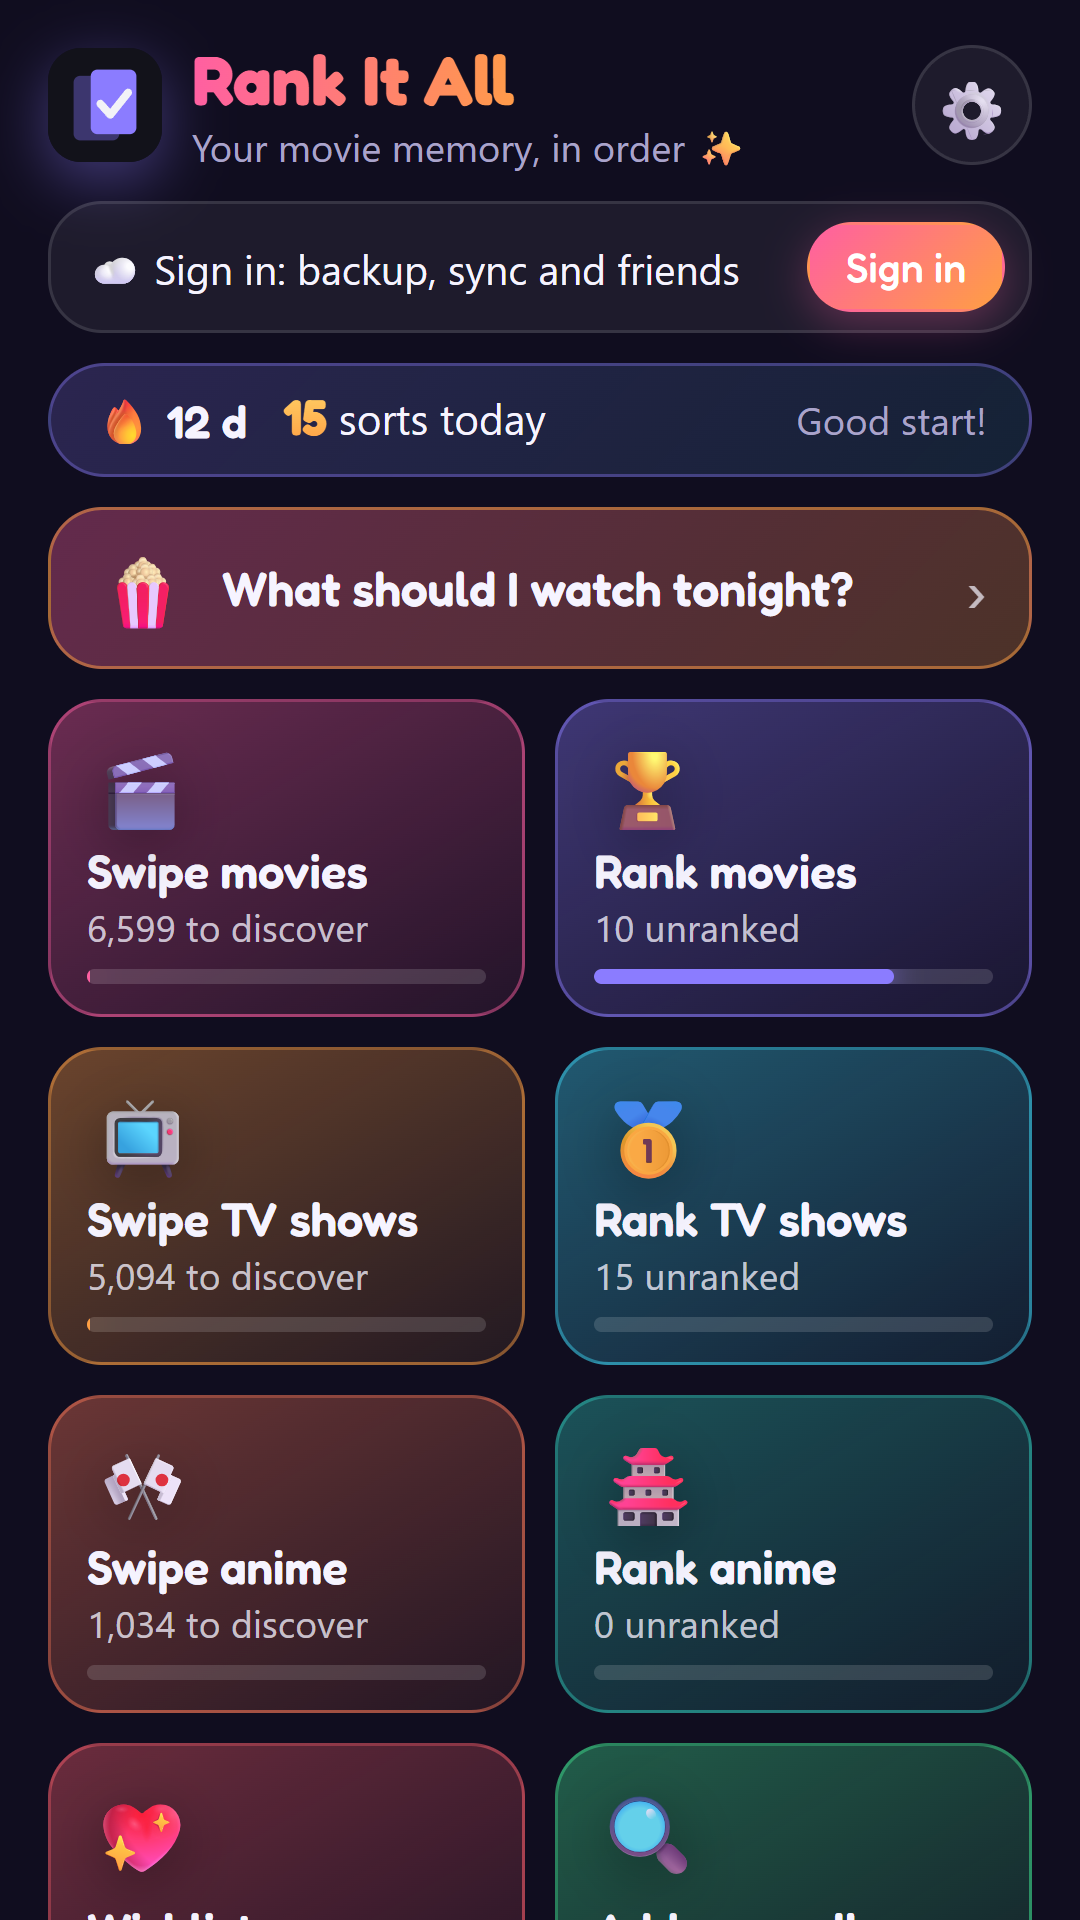 Rank It All
Your movie memory, in order
Sign in: backup, sync and friends
Sign in
12 d 15 sorts today
Good start!
What should I watch tonight?
Swipe movies
6,599 to discover
Rank movies
10 unranked
Swipe TV shows
5,094 to discover
1
Rank TV shows
15 unranked
Swipe anime
1,034 to discover
Rank anime
0 unranked